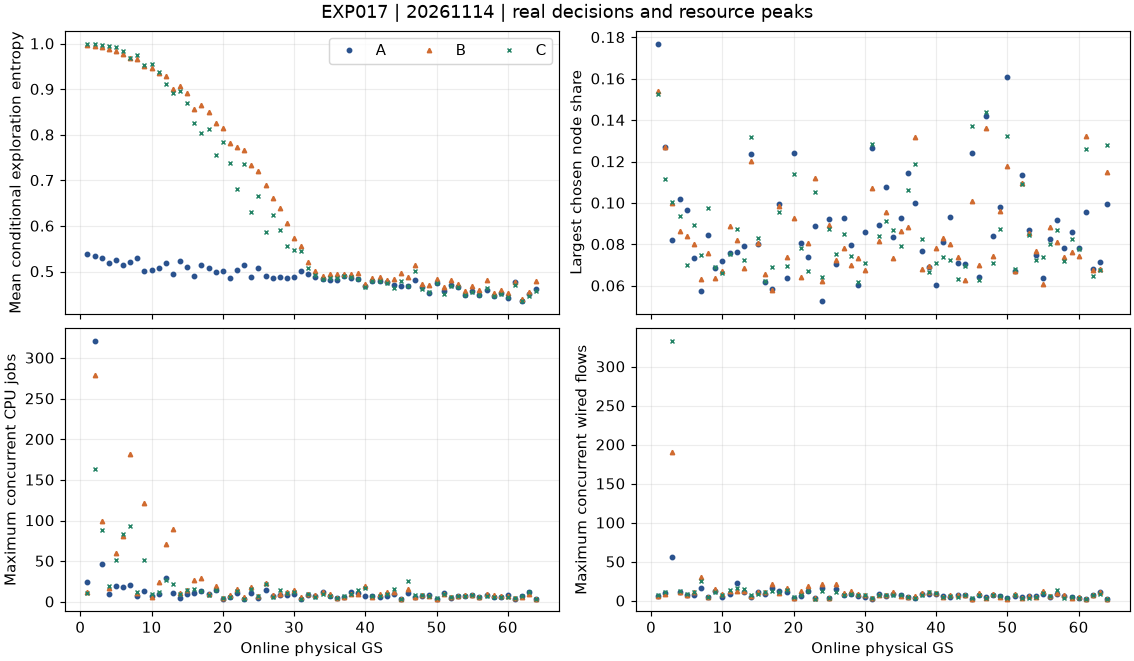 EXP017 | 20261114 | real decisions and resource peaks
Mean conditional exploration entropy
1.0
0.9
0.8
0.7
0.6
0.5
A B C
Largest chosen node share
0.18
0.16
0.14
0.12
0.10
0.08
0.06
Maximum concurrent CPU jobs
300
250
200
150
100
50
0
0 10 20 30 40 50 60
Online physical GS
Maximum concurrent wired flows
300
250
200
150
100
50
0
0 10 20 30 40 50 60
Online physical GS